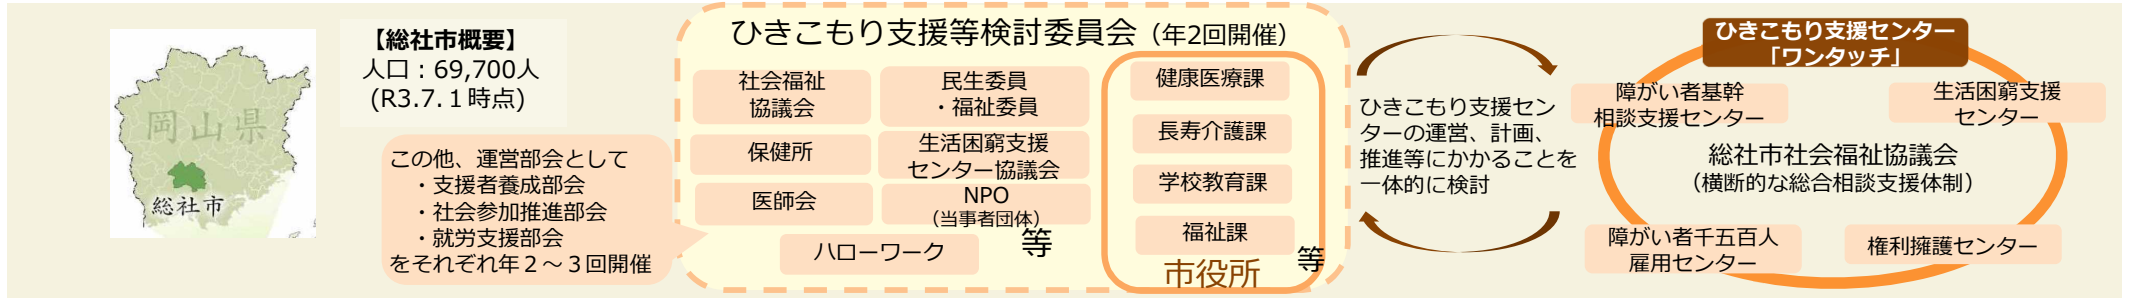 岡山県
総社市
【総社市概要】
人口：69,700人
(R3.7.１時点)
この他、運営部会として
・支援者養成部会
・社会参加推進部会
・就労支援部会
をそれぞれ年２～３回開催
ひきこもり支援等検討委員会（年2回開催）
社会福祉
協議会
民生委員
・福祉委員
保健所
生活困窮支援
センター協議会
医師会
NPO
（当事者団体）
ハローワーク
等
健康医療課
長寿介護課
学校教育課
福祉課
等
市役所
ひきこもり支援セン
ターの運営、計画、
推進等にかかることを
一体的に検討
ひきこもり支援センター
「ワンタッチ」
障がい者基幹
相談支援センター
生活困窮支援
センター
総社市社会福祉協議会
（横断的な総合相談支援体制）
障がい者千五百人
雇用センター
権利擁護センター